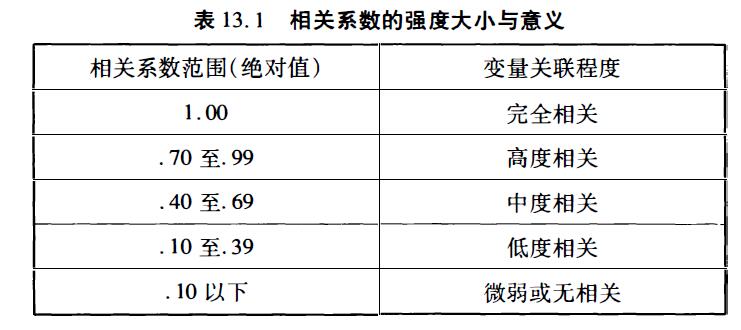 表 13.1 相关系数的强度大小与意义
相关系数范围(绝对值) 变量关联程度
1.00 完全相关
.70 至.99 高度相关
.40 至.69 中度相关
.10 至.39 低度相关
.10 以下 微弱或无相关